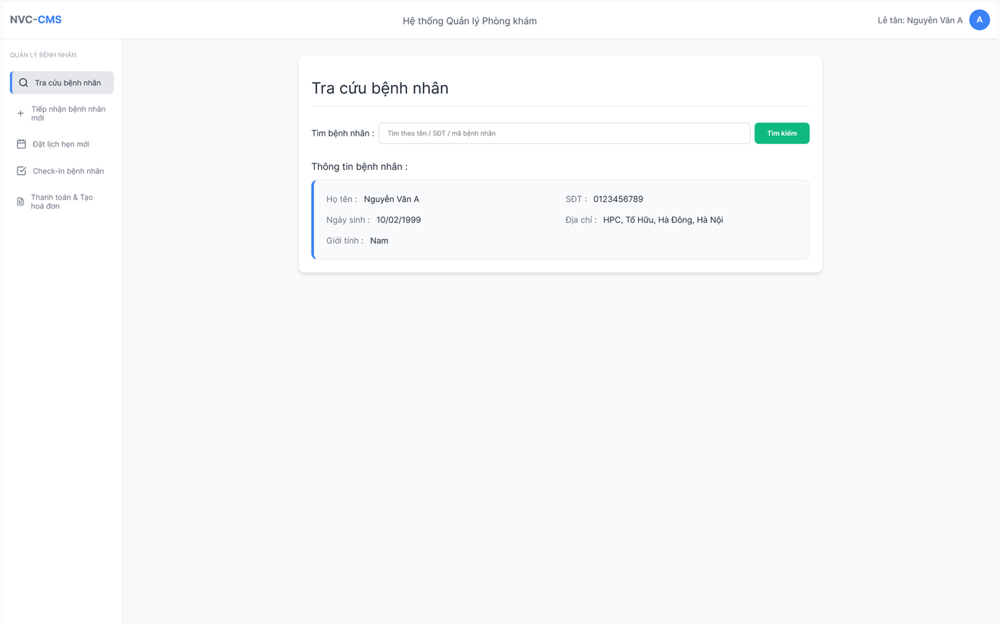 NVC-CMS
Hệ thống Quản lý Phòng khám
Lễ tân: Nguyễn Văn A
A
QUẢN LÝ BỆNH NHÂN
Tra cứu bệnh nhân
Tiếp nhận bệnh nhân
mới
Đặt lịch hẹn mới
Check-In bệnh nhân
Thanh toán & Tạo
hoá đơn
Tra cứu bệnh nhân
Tìm bệnh nhân :
Tìm theo tên / SĐT / mã bệnh nhân
Tìm kiếm
Thông tin bệnh nhân :
Họ tên : Nguyễn Văn A
SĐT : 0123456789
Ngày sinh : 10/02/1999
Địa chỉ : HPC, Tố Hữu, Hà Đông, Hà Nội
Giới tính : Nam